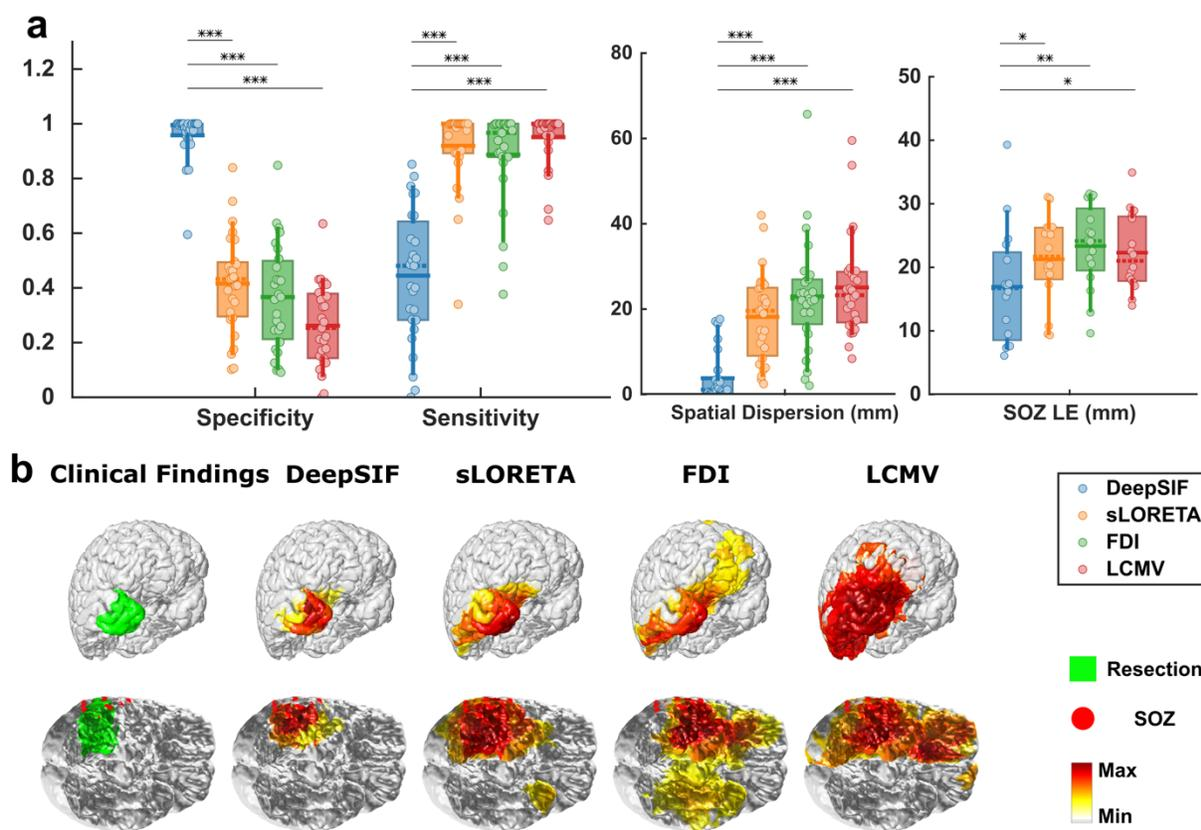 a
*** *** *** *** *** *** *** *** *** * ** *
1.2
1
0.8
0.6
0.4
0.2
0
Specificity Sensitivity
80
60
40
20
0
Spatial Dispersion (mm)
50
40
30
20
10
0
SOZ LE (mm)
b
Clinical Findings DeepSIF sLORETA FDI LCMV
DeepSIF
sLORETA
FDI
LCMV
Resection
SOZ
Max
Min